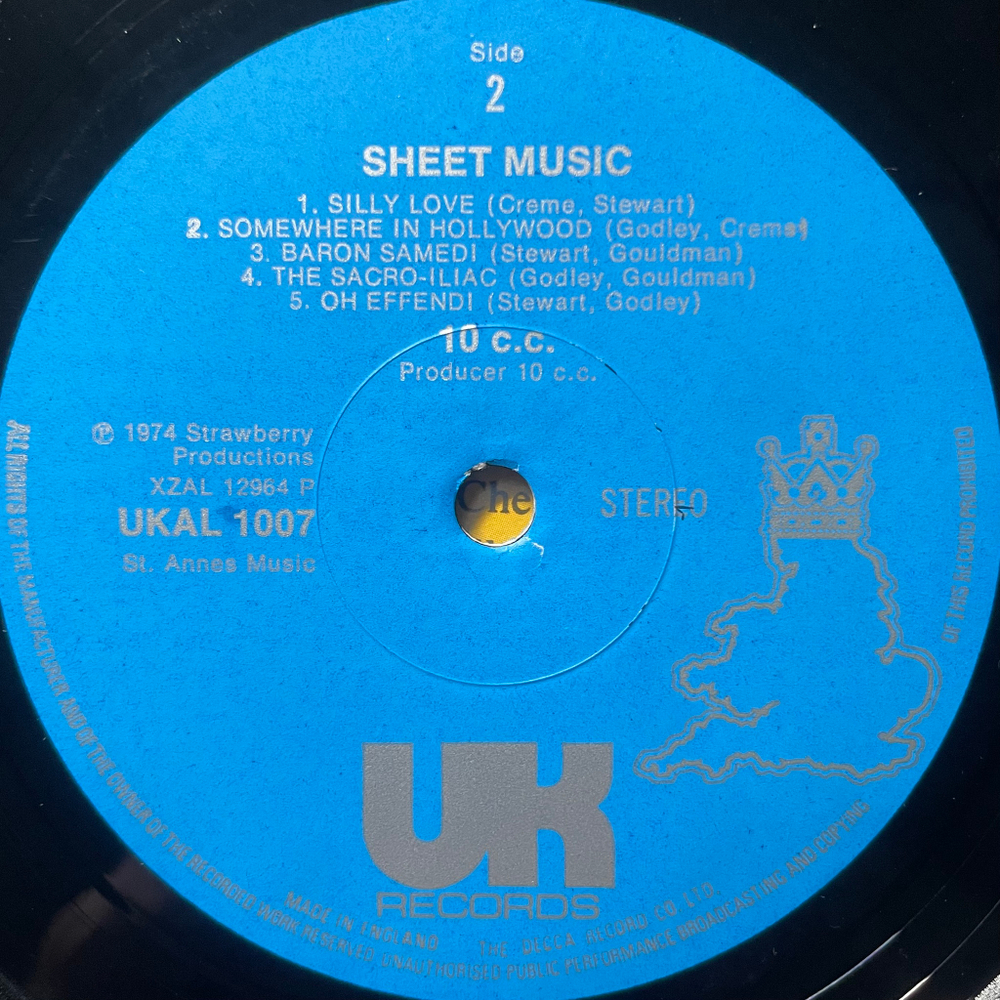 Side
2
SHEET MUSIC
1. SILLY LOVE (Creme, Stewart)
2. SOMEWHERE IN HOLLYWOOD (Godley, Creme)
3. BARON SAMEDI (Stewart, Gouldman)
4. THE SACRO-ILIAC (Godley, Gouldman)
5. OH EFFENDI (Stewart, Godley)
10 c.c.
Producer 10 c.c.
℗ 1974 Strawberry
Productions
XZAL 12964 P
UKAL 1007
St. Annes Music
Che
STEREO
UK
RECORDS
MADE IN ENGLAND THE DECCA RECORD CO. LTD.
ALL RIGHTS OF THE MANUFACTURER AND OF THE OWNER OF THE RECORDED WORK RESERVED. UNAUTHORISED PUBLIC PERFORMANCE BROADCASTING AND COPYING OF THIS RECORD PROHIBITED